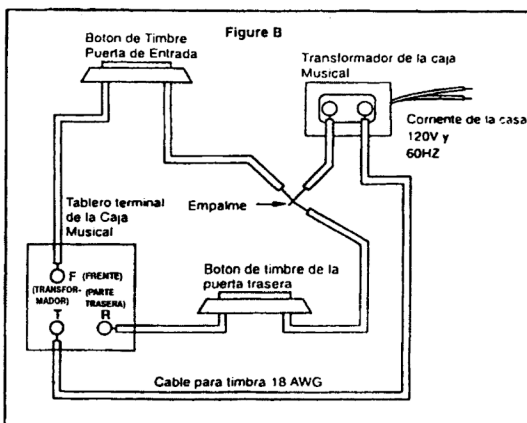 Figure B
Boton de Timbre
Puerta de Entrada
Transformador de la caja
Musical
Corriente de la casa
120V y
60HZ
Empalme
Tablero terminal
de la Caja
Musical
F (FRENTE)
(TRANSFOR-
MADOR)
(PARTE
TRASERA)
T
R
Boton de timbre de la
puerta trasera
Cable para timbra 18 AWG